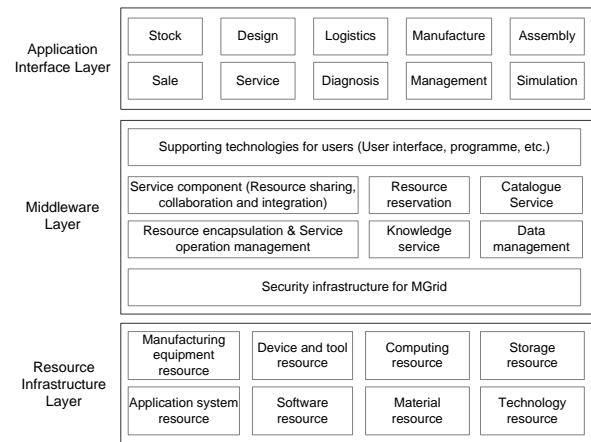 Application
Interface Layer
Stock
Design
Logistics
Manufacture
Assembly
Sale
Service
Diagnosis
Management
Simulation
Middleware
Layer
Supporting technologies for users (User interface, programme, etc.)
Service component (Resource sharing,
collaboration and integration)
Resource
reservation
Catalogue
Service
Resource encapsulation & Service
operation management
Knowledge
service
Data
management
Security infrastructure for MGrid
Resource
Infrastructure
Layer
Manufacturing
equipment
resource
Device and tool
resource
Computing
resource
Storage
resource
Application system
resource
Software
resource
Material
resource
Technology
resource